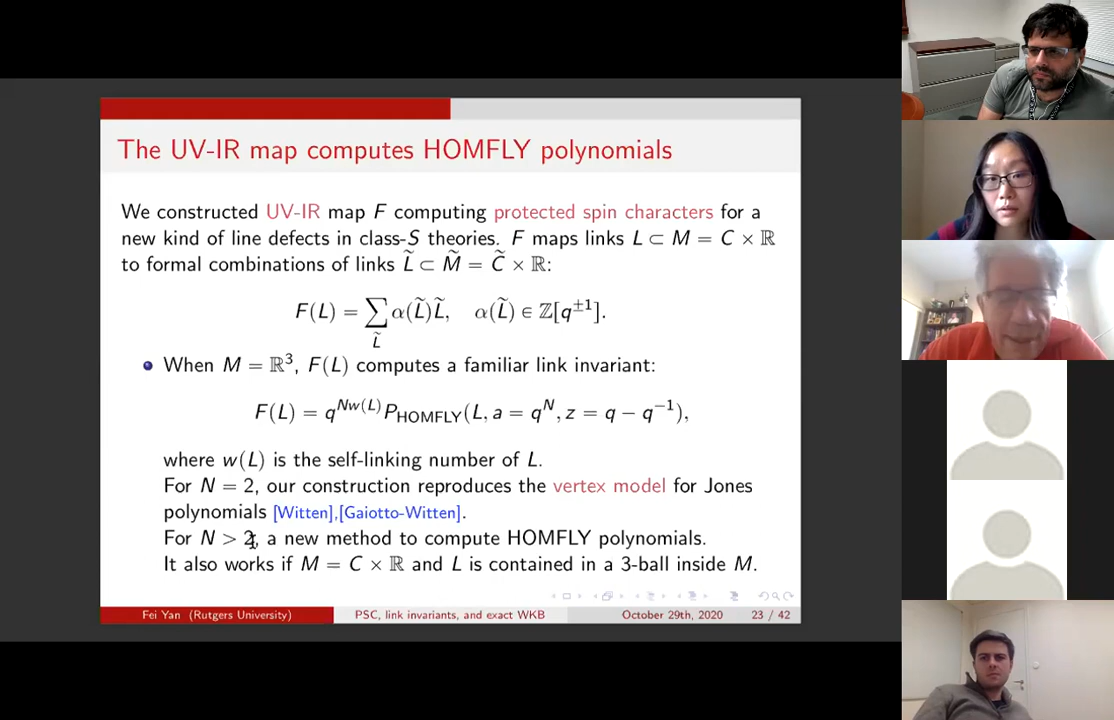 The UV-IR map computes HOMFLY polynomials
We constructed UV-IR map F computing protected spin characters for a
new kind of line defects in class-S theories. F maps links L ⊂ M = C × ℝ
to formal combinations of links L̃ ⊂ M̃ = C̃ × ℝ:
F(L) = ∑_{L̃} α(L̃)L̃, α(L̃) ∈ ℤ[q^{±1}].
• When M = ℝ³, F(L) computes a familiar link invariant:
F(L) = q^{Nw(L)} P_{HOMFLY}(L, a = q^N, z = q − q^{−1}),
where w(L) is the self-linking number of L.
For N = 2, our construction reproduces the vertex model for Jones
polynomials [Witten],[Gaiotto-Witten].
For N > 2, a new method to compute HOMFLY polynomials.
It also works if M = C × ℝ and L is contained in a 3-ball inside M.
Fei Yan (Rutgers University) PSC, link invariants, and exact WKB October 29th, 2020 23 / 42